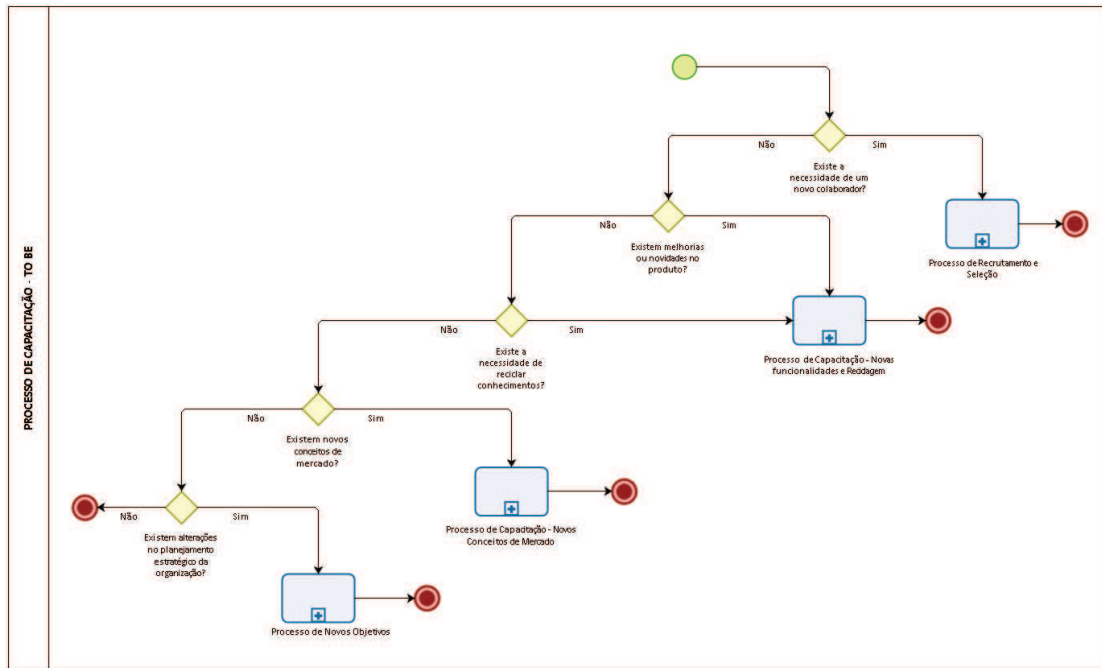 PROCESSO DE CAPACITAÇÃO - TO BE
Não
Sim
Existe a
necessidade de um
novo colaborador?
Não
Sim
Existem melhorias
ou novidades no
produto?
Processo de Recrutamento e
Seleção
Não
Sim
Existe a
necessidade de
reciclar
conhecimentos?
Processo de Capacitação - Novas
funcionalidades e Reciclagem
Não
Sim
Existem novos
conceitos de
mercado?
Não
Sim
Existem alterações
no planejamento
estratégico da
organização?
Processo de Capacitação - Novos
Conceitos de Mercado
Processo de Novos Objetivos